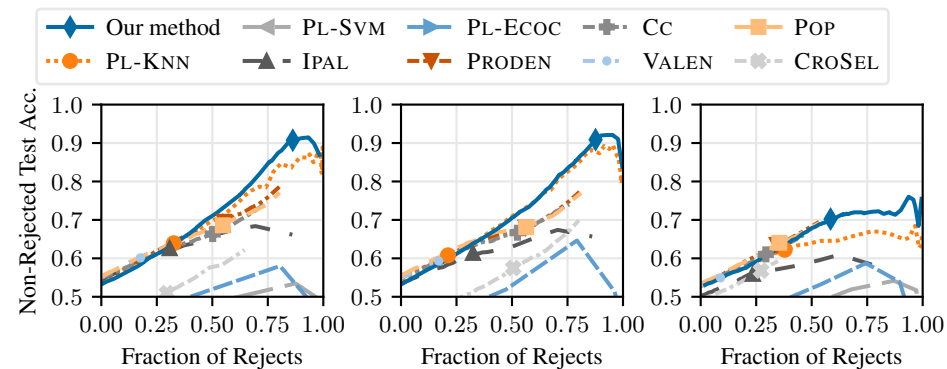 Our method PL-SVM PL-ECOC CC POP
PL-KNN IPAL PRODEN VALEN CROSEL
Non-Rejected Test Acc.
1.0
0.9
0.8
0.7
0.6
0.5
0.00 0.25 0.50 0.75 1.00
Fraction of Rejects
1.0
0.9
0.8
0.7
0.6
0.5
0.00 0.25 0.50 0.75 1.00
Fraction of Rejects
1.0
0.9
0.8
0.7
0.6
0.5
0.00 0.25 0.50 0.75 1.00
Fraction of Rejects